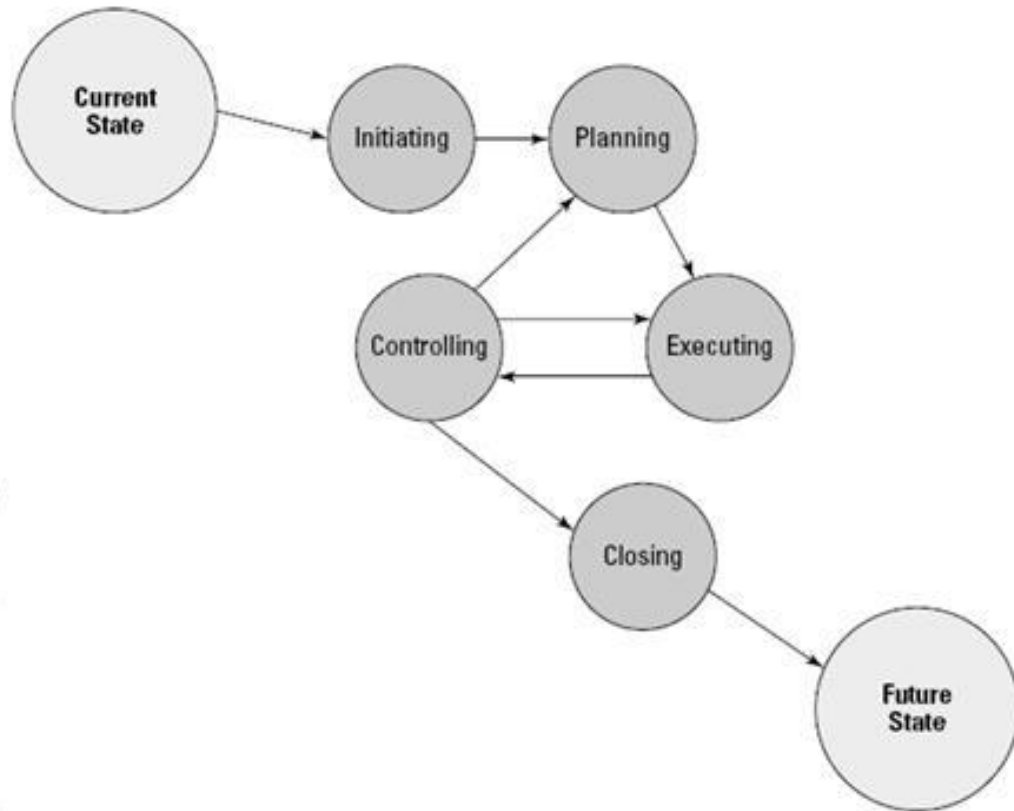 Current
State
Initiating
Planning
Controlling
Executing
Closing
Future
State